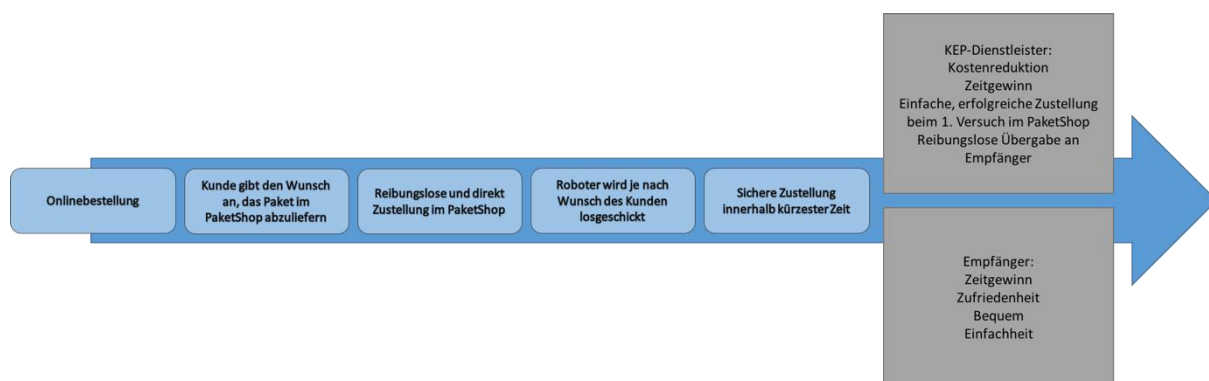 Onlinebestellung
Kunde gibt den Wunsch
an, das Paket im
PaketShop abzuliefern
Reibungslose und direkt
Zustellung im PaketShop
Roboter wird je nach
Wunsch des Kunden
losgeschickt
Sichere Zustellung
innerhalb kürzester Zeit
KEP-Dienstleister:
Kostenreduktion
Zeitgewinn
Einfache, erfolgreiche Zustellung
beim 1. Versuch im PaketShop
Reibungslose Übergabe an
Empfänger
Empfänger:
Zeitgewinn
Zufriedenheit
Bequem
Einfachheit